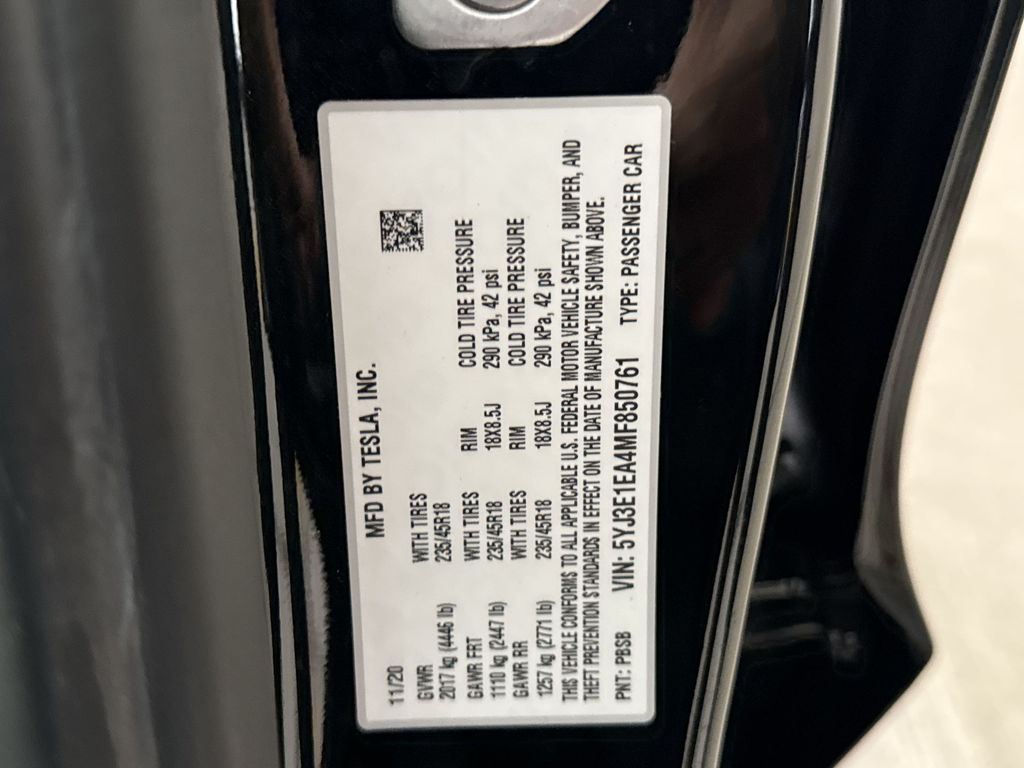 MFD BY TESLA, INC.
11/20
GVWR WITH TIRES
2017 kg (4446 lb) 235/45R18
GAWR FRT WITH TIRES RIM COLD TIRE PRESSURE
1110 kg (2447 lb) 235/45R18 18X8.5J 290 kPa, 42 psi
GAWR RR WITH TIRES RIM COLD TIRE PRESSURE
1257 kg (2771 lb) 235/45R18 18X8.5J 290 kPa, 42 psi
THIS VEHICLE CONFORMS TO ALL APPLICABLE U.S. FEDERAL MOTOR VEHICLE SAFETY, BUMPER, AND
THEFT PREVENTION STANDARDS IN EFFECT ON THE DATE OF MANUFACTURE SHOWN ABOVE.
PNT: PBSB VIN: 5YJ3E1EA4MF850761 TYPE: PASSENGER CAR